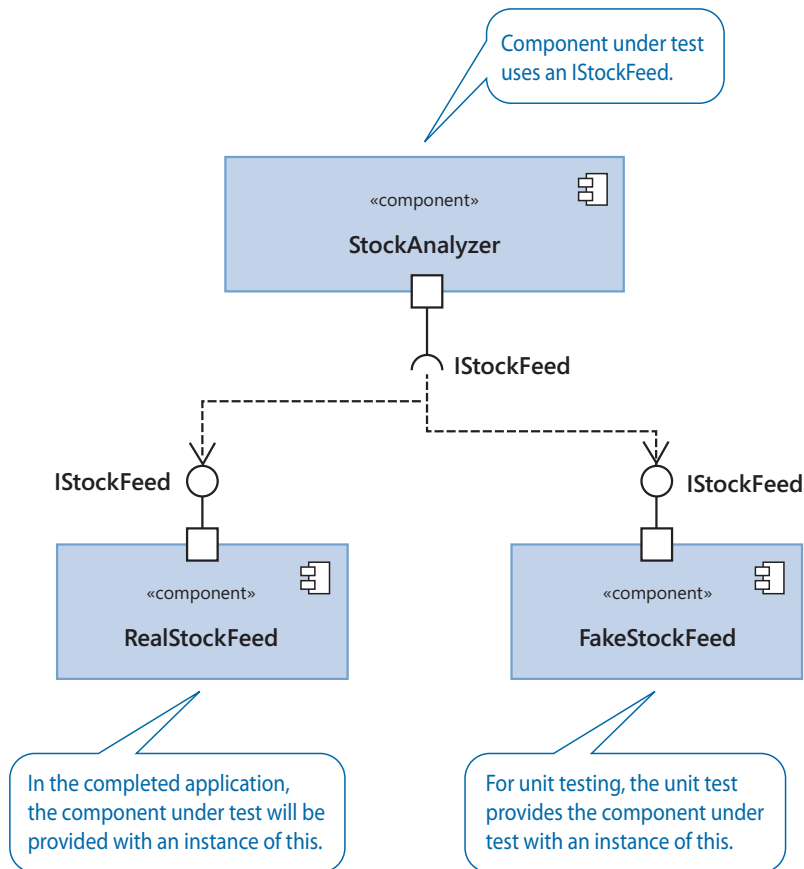 Component under test
uses an IStockFeed.
«component»
StockAnalyzer
IStockFeed
IStockFeed
IStockFeed
«component»
RealStockFeed
«component»
FakeStockFeed
In the completed application,
the component under test will be
provided with an instance of this.
For unit testing, the unit test
provides the component under
test with an instance of this.